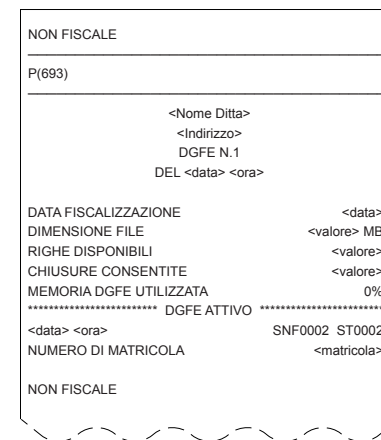 NON FISCALE
P(693)
<Nome Ditta>
<Indirizzo>
DGFE N.1
DEL <data> <ora>
DATA FISCALIZZAZIONE <data>
DIMENSIONE FILE <valore> MB
RIGHE DISPONIBILI <valore>
CHIUSURE CONSENTITE <valore>
MEMORIA DGFE UTILIZZATA 0%
************************ DGFE ATTIVO ************************
<data> <ora> SNF0002 ST0002
NUMERO DI MATRICOLA <matricola>
NON FISCALE